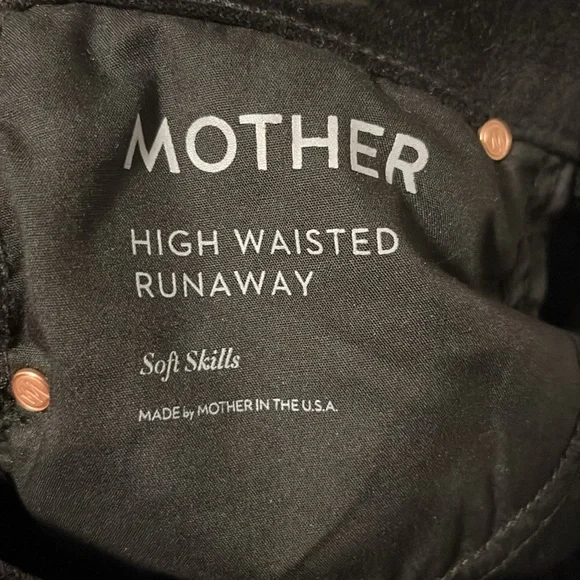 MOTHER
HIGH WAISTED
RUNAWAY
Soft Skills
MADE by MOTHER IN THE U.S.A.